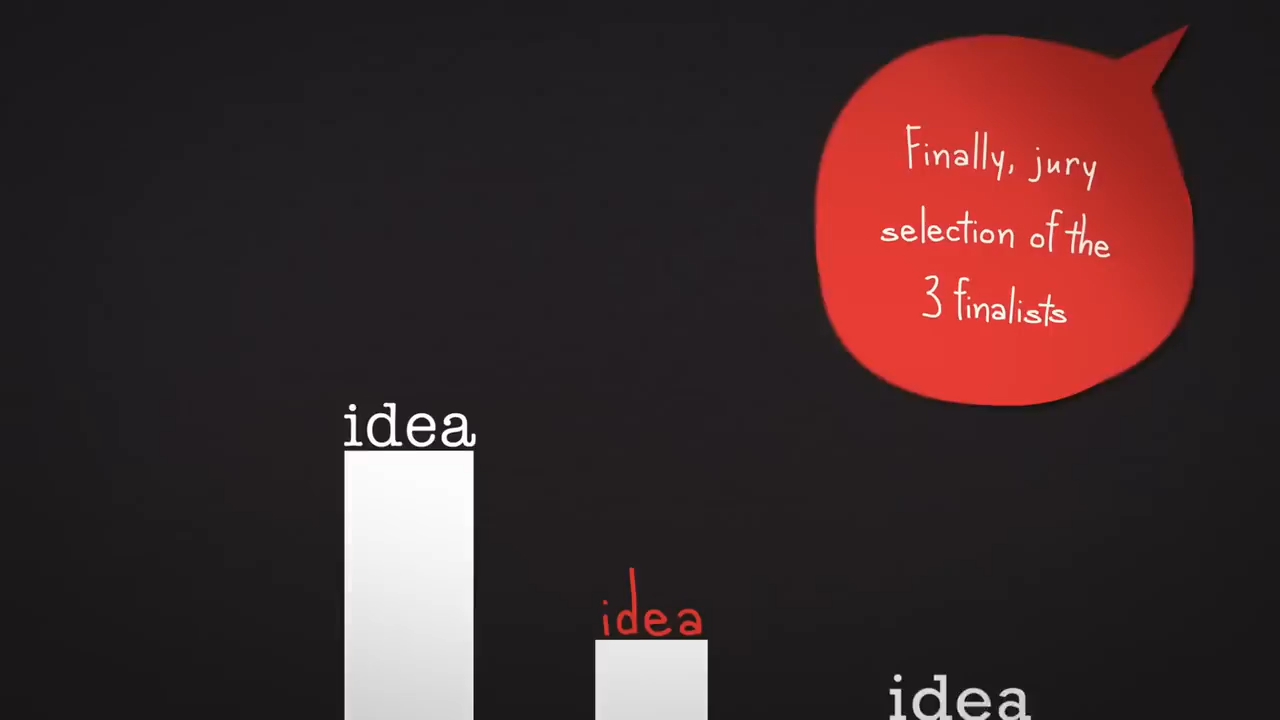 Finally, jury
selection of the
3 finalists
idea
idea
idea